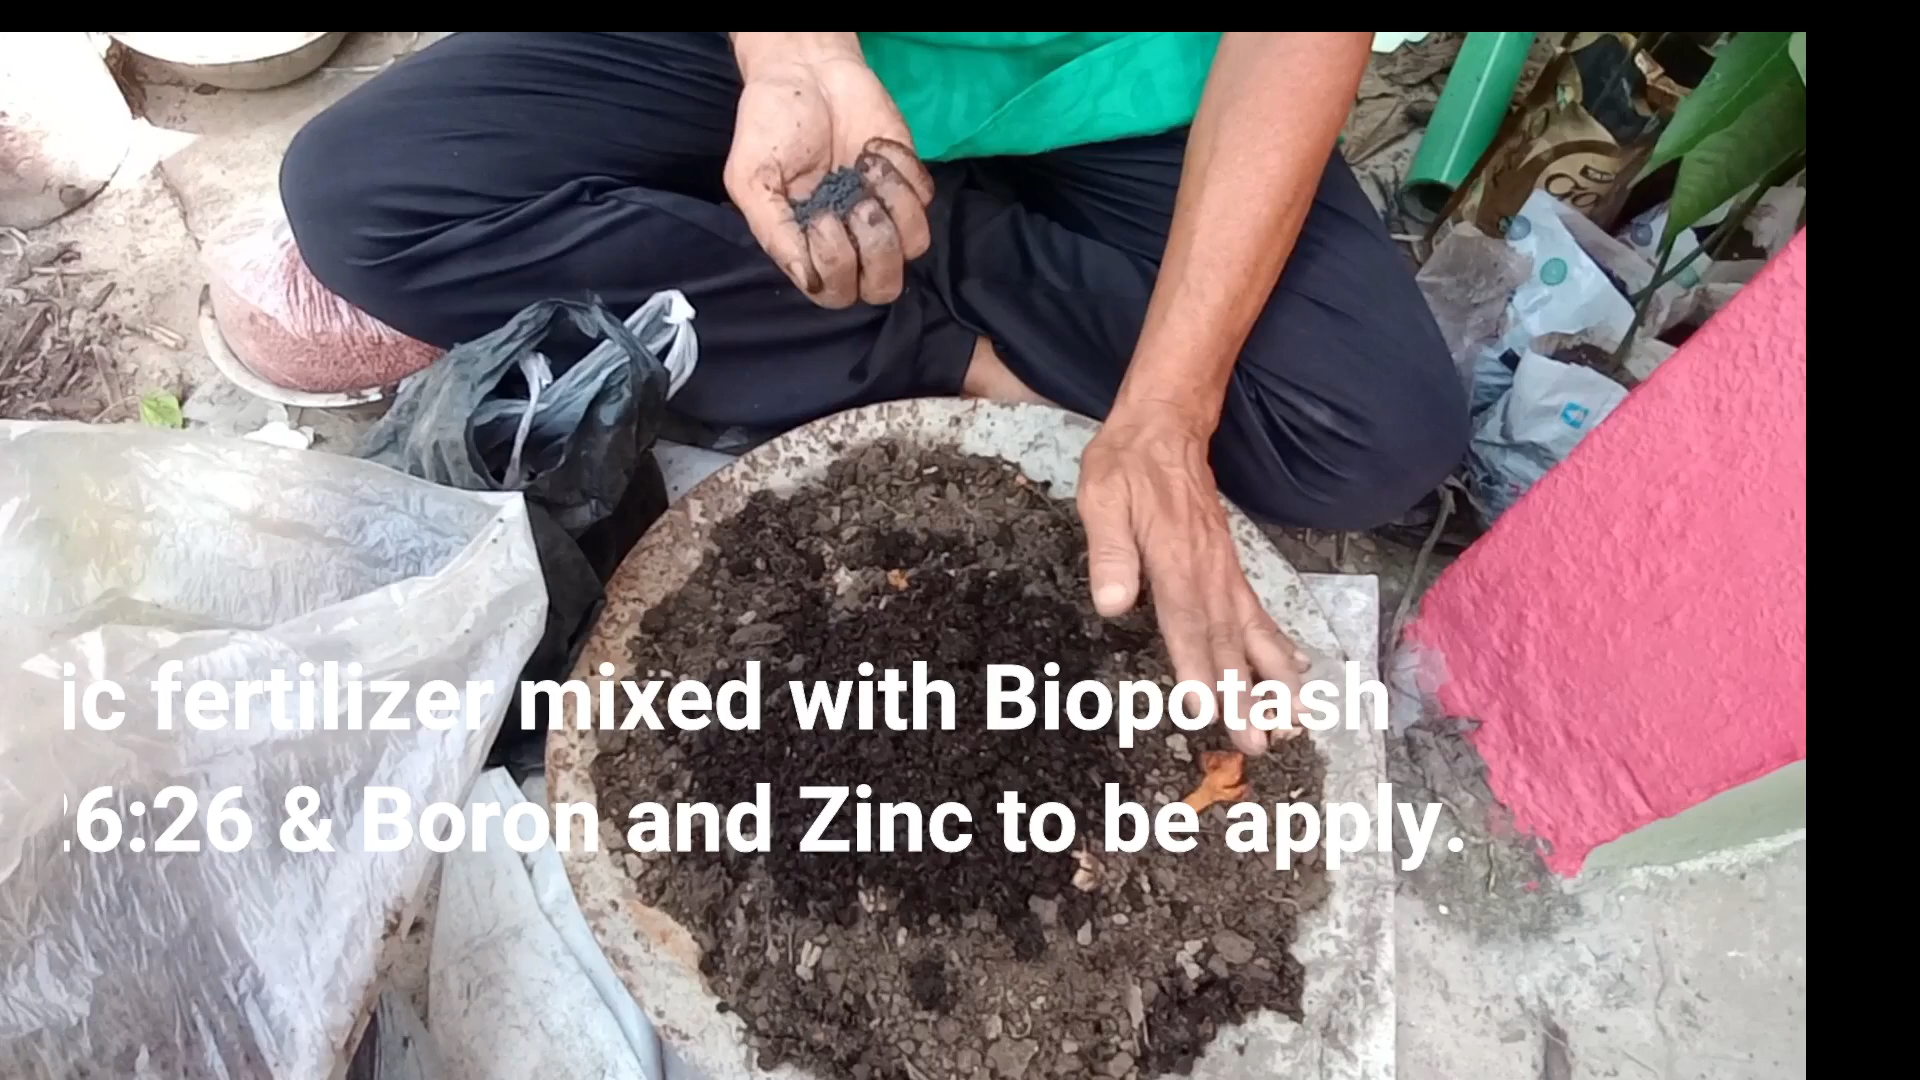 ic fertilizer mixed with Biopotash
6:26 & Boron and Zinc to be apply.